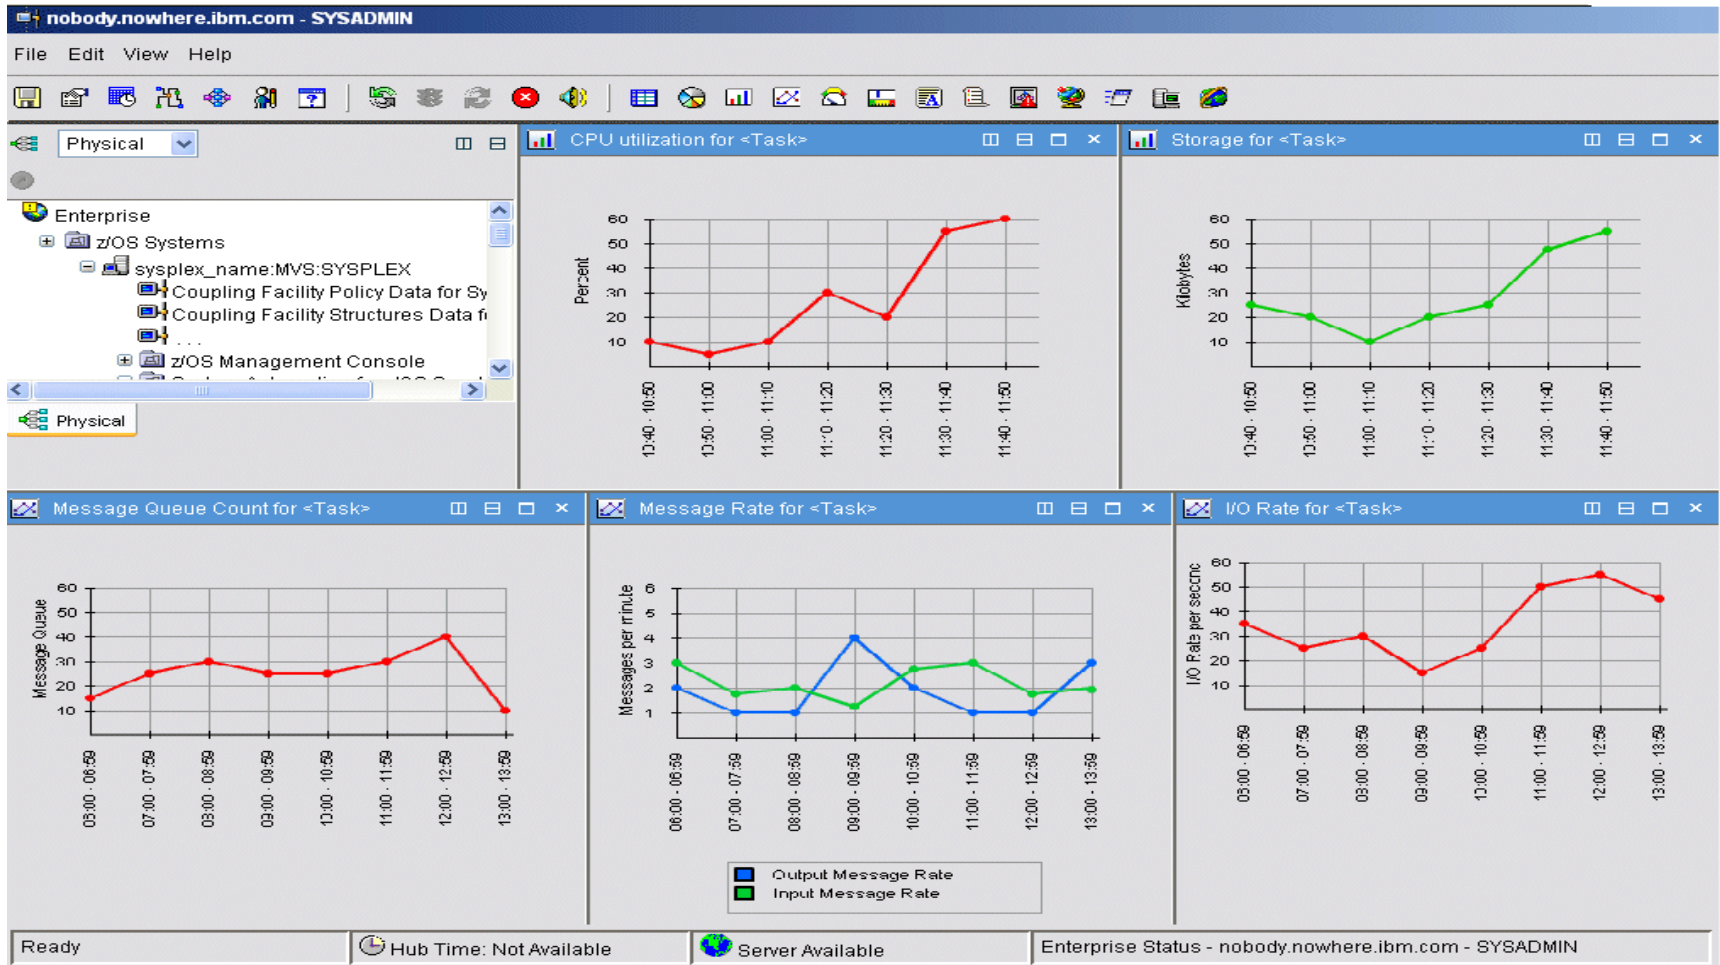 nobody.nowhere.ibm.com - SYSADMIN
File Edit View Help
Physical
Enterprise
z/OS Systems
sysplex_name:MVS:SYSPLEX
Coupling Facility Policy Data for Sy
Coupling Facility Structures Data f
. . .
z/OS Management Console
Physical
CPU utilization for <Task>
Percent
60
50
40
30
20
10
10:40 - 10:50
10:50 - 11:00
11:00 - 11:10
11:10 - 11:20
11:20 - 11:30
11:30 - 11:40
11:40 - 11:50
Storage for <Task>
Kilobytes
60
50
40
30
20
10
10:40 - 10:50
10:50 - 11:00
11:00 - 11:10
11:10 - 11:20
11:20 - 11:30
11:30 - 11:40
11:40 - 11:50
Message Queue Count for <Task>
Message Queue
60
50
40
30
20
10
06:00 - 06:59
07:00 - 07:59
08:00 - 08:59
09:00 - 09:59
10:00 - 10:59
11:00 - 11:59
12:00 - 12:59
13:00 - 13:59
Message Rate for <Task>
Messages per minute
6
5
4
3
2
1
06:00 - 06:59
07:00 - 07:59
08:00 - 08:59
09:00 - 09:59
10:00 - 10:59
11:00 - 11:59
12:00 - 12:59
13:00 - 13:59
Output Message Rate
Input Message Rate
I/O Rate for <Task>
I/O Rate per second
60
50
40
30
20
10
06:00 - 06:59
07:00 - 07:59
08:00 - 08:59
09:00 - 09:59
10:00 - 10:59
11:00 - 11:59
12:00 - 12:59
13:00 - 13:59
Ready
Hub Time: Not Available
Server Available
Enterprise Status - nobody.nowhere.ibm.com - SYSADMIN